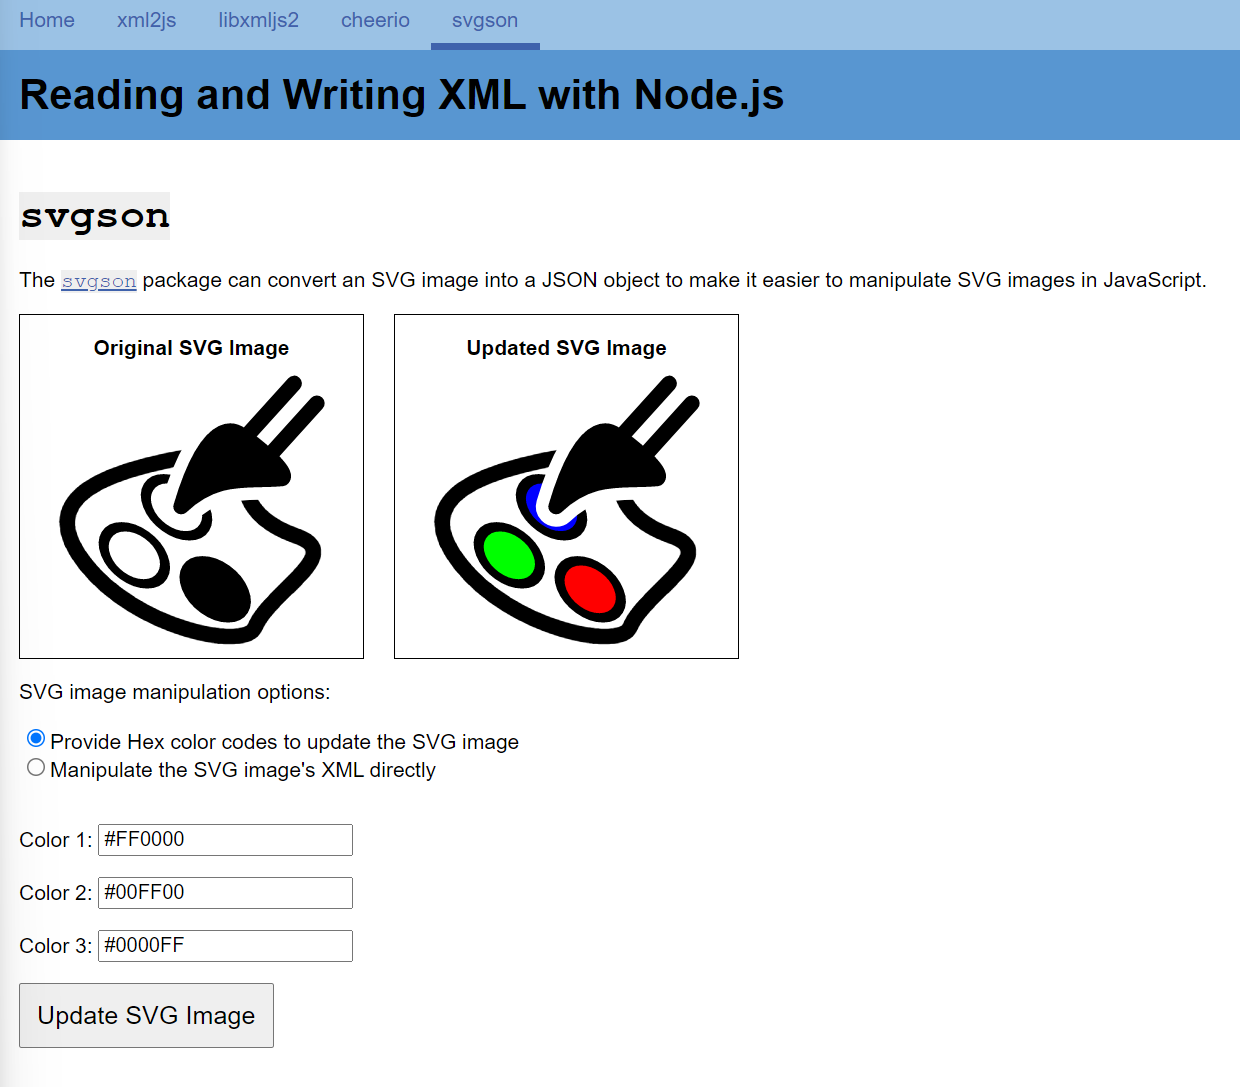 Home xml2js libxmljs2 cheerio svgson
Reading and Writing XML with Node.js
svgson
The svgson package can convert an SVG image into a JSON object to make it easier to manipulate SVG images in JavaScript.
Original SVG Image
Updated SVG Image
SVG image manipulation options:
Provide Hex color codes to update the SVG image
Manipulate the SVG image's XML directly
Color 1: #FF0000
Color 2: #00FF00
Color 3: #0000FF
Update SVG Image